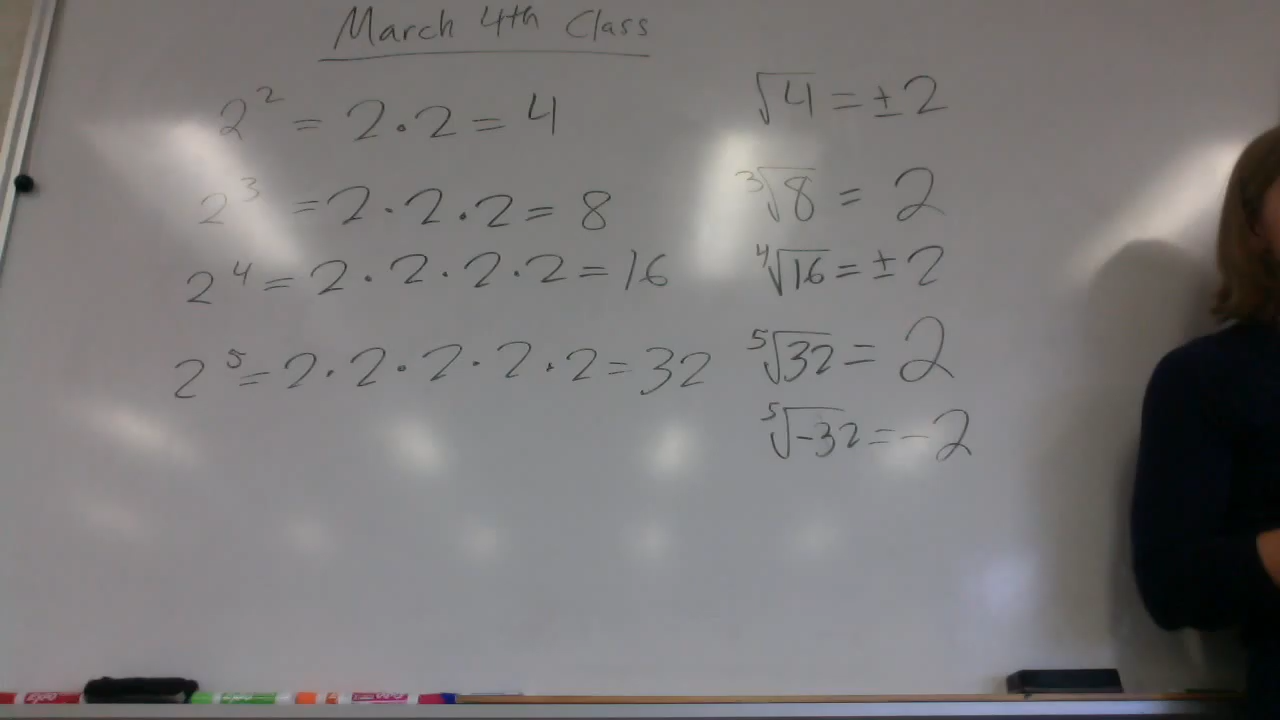 March 4th Class
2² = 2·2 = 4
2³ = 2·2·2 = 8
2⁴ = 2·2·2·2 = 16
2⁵ = 2·2·2·2·2 = 32
√4 = ±2
³√8 = 2
⁴√16 = ±2
⁵√32 = 2
⁵√-32 = -2